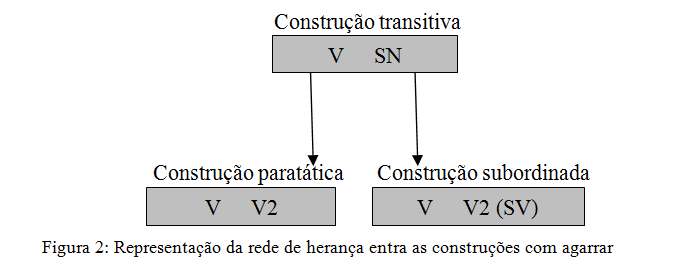 Construção transitiva
V SN
Construção paratática Construção subordinada
V V2 V V2 (SV)
Figura 2: Representação da rede de herança entra as construções com agarrar